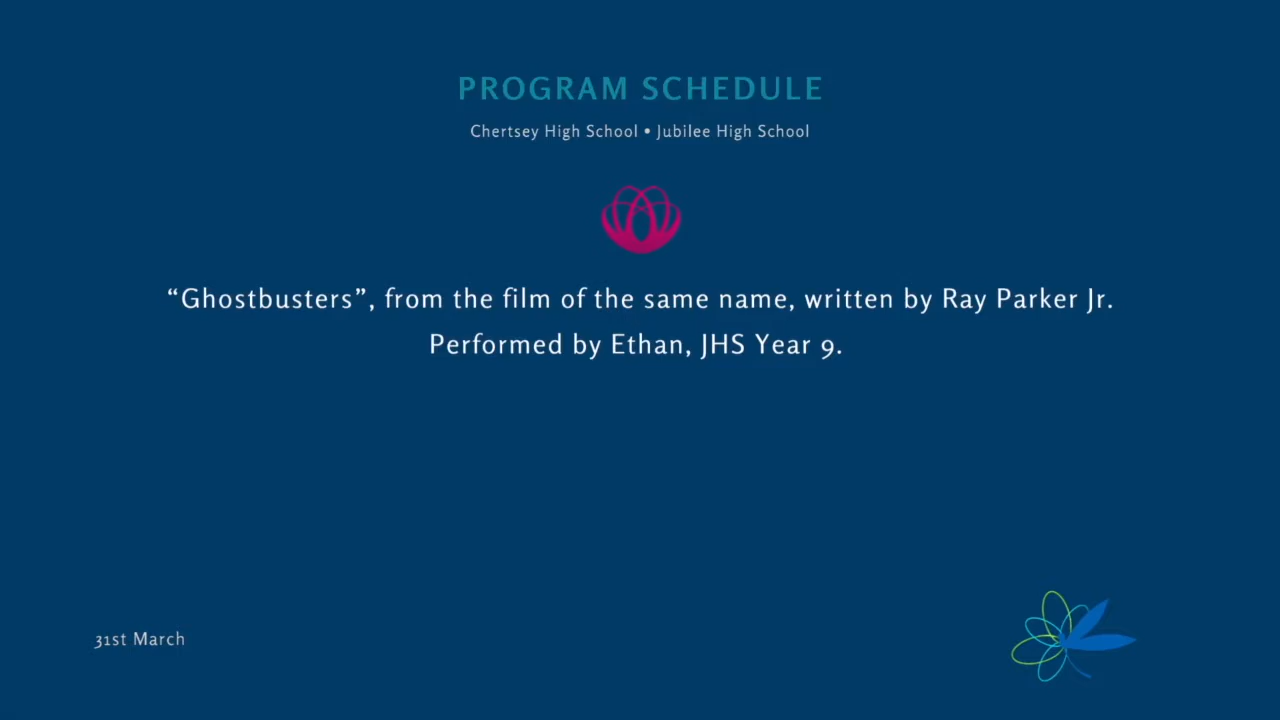 PROGRAM SCHEDULE
Chertsey High School • Jubilee High School
“Ghostbusters”, from the film of the same name, written by Ray Parker Jr.
Performed by Ethan, JHS Year 9.
31st March